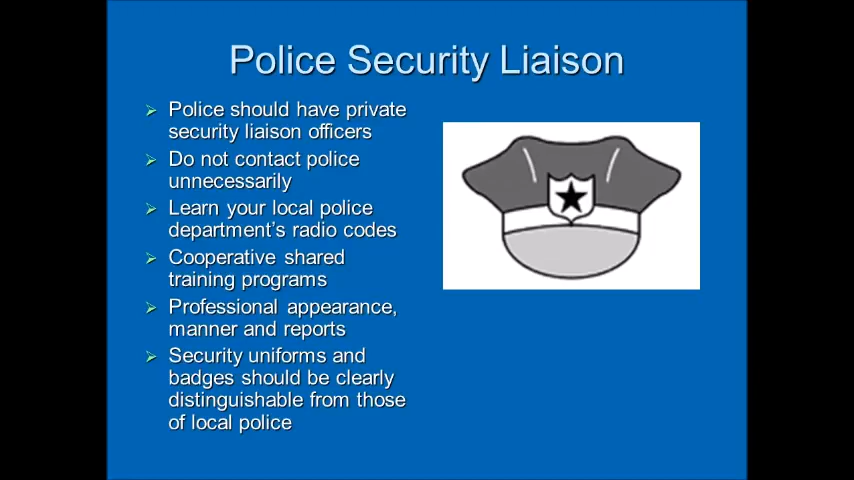 Police Security Liaison
Police should have private
security liaison officers
Do not contact police
unnecessarily
Learn your local police
department's radio codes
Cooperative shared
training programs
Professional appearance,
manner and reports
Security uniforms and
badges should be clearly
distinguishable from those
of local police